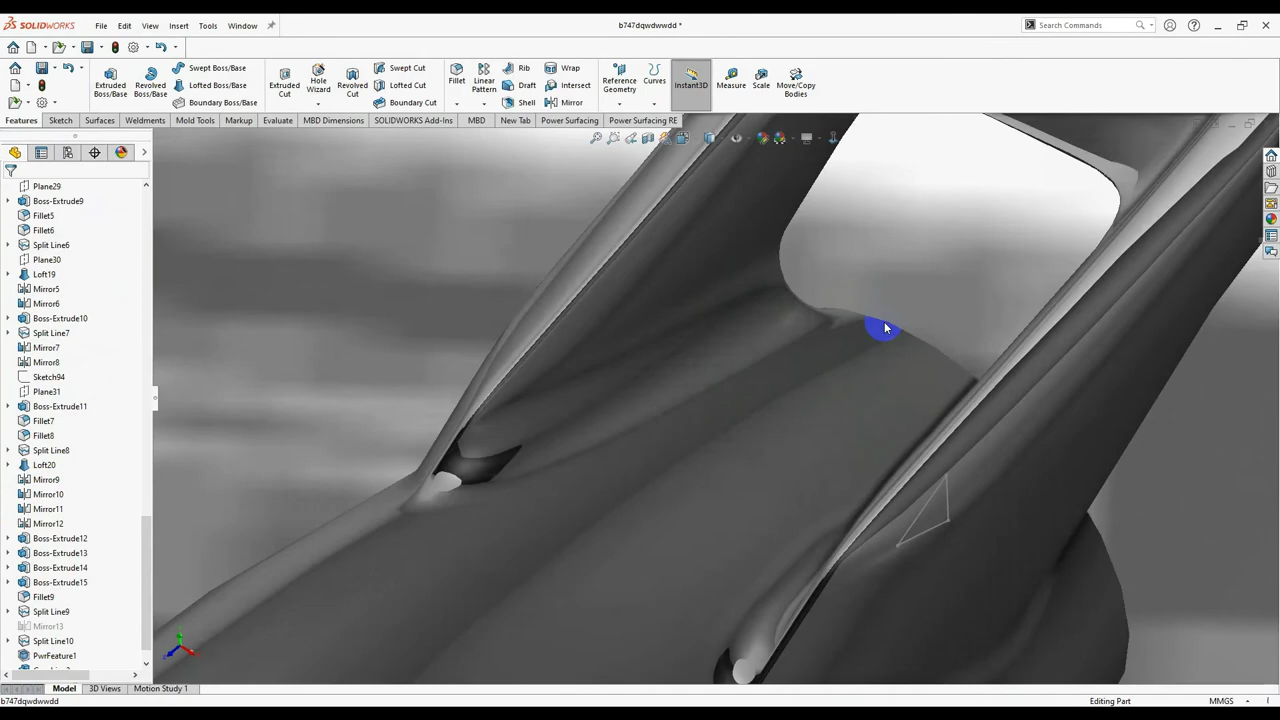 SOLIDWORKS File Edit View Insert Tools Window b747dqwdwwdd * Search Commands
Extruded Boss/Base Revolved Boss/Base Swept Boss/Base Lofted Boss/Base Boundary Boss/Base Extruded Cut Hole Wizard Revolved Cut Swept Cut Lofted Cut Boundary Cut Fillet Linear Pattern Rib Draft Shell Wrap Intersect Mirror Reference Geometry Curves Instant3D Measure Scale Move/Copy Bodies
Features Sketch Surfaces Weldments Mold Tools Markup Evaluate MBD Dimensions SOLIDWORKS Add-Ins MBD New Tab Power Surfacing Power Surfacing RE
Plane29
Boss-Extrude9
Fillet5
Fillet6
Split Line6
Plane30
Loft19
Mirror5
Mirror6
Boss-Extrude10
Split Line7
Mirror7
Mirror8
Sketch94
Plane31
Boss-Extrude11
Fillet7
Fillet8
Split Line8
Loft20
Mirror9
Mirror10
Mirror11
Mirror12
Boss-Extrude12
Boss-Extrude13
Boss-Extrude14
Boss-Extrude15
Fillet9
Split Line9
Mirror13
Split Line10
PwrFeature1
Model 3D Views Motion Study 1
b747dqwdwwdd Editing Part MMGS